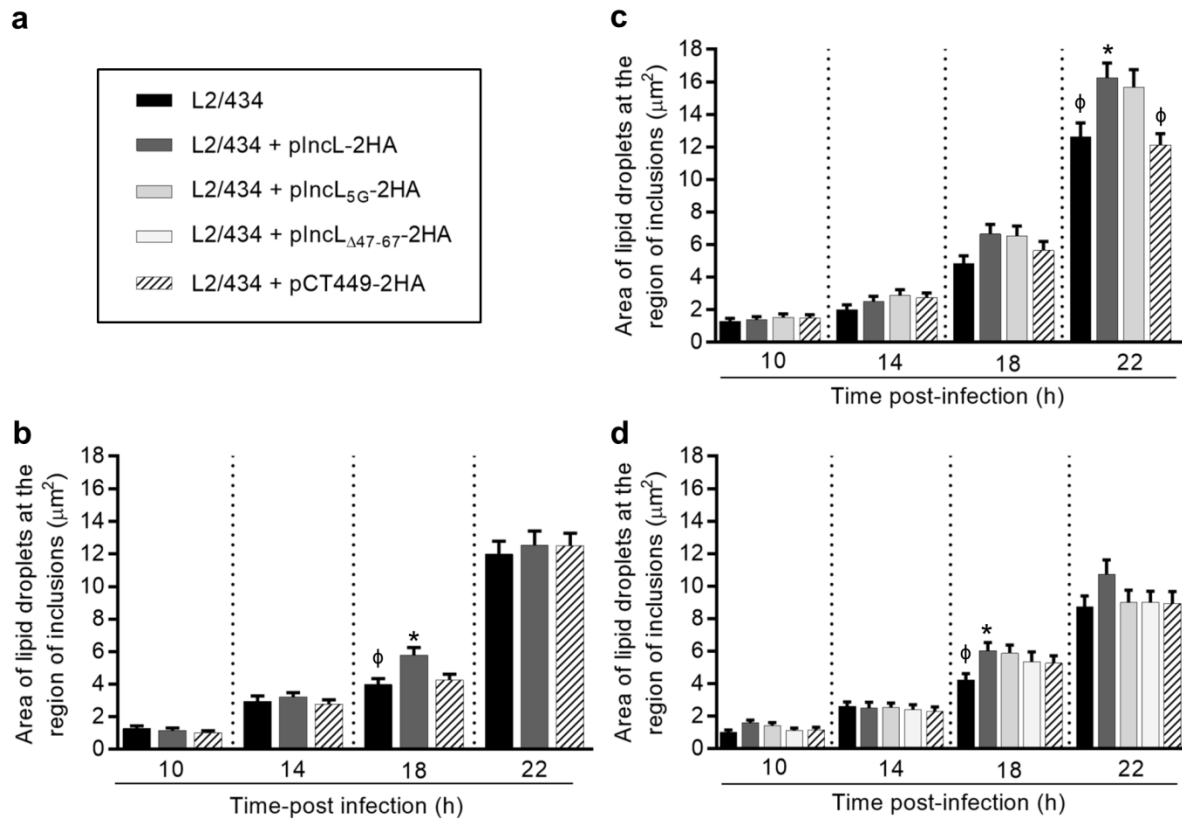 a
L2/434
L2/434 + pIncL-2HA
L2/434 + pIncL5G-2HA
L2/434 + pIncLΔ47-67-2HA
L2/434 + pCT449-2HA
c
Area of lipid droplets at the
region of inclusions (μm²)
18
16
14
12
10
8
6
4
2
0
ϕ
*
ϕ
10 14 18 22
Time post-infection (h)
b
Area of lipid droplets at the
region of inclusions (μm²)
18
16
14
12
10
8
6
4
2
0
ϕ
*
10 14 18 22
Time-post infection (h)
d
Area of lipid droplets at the
region of inclusions (μm²)
18
16
14
12
10
8
6
4
2
0
ϕ
*
10 14 18 22
Time post-infection (h)